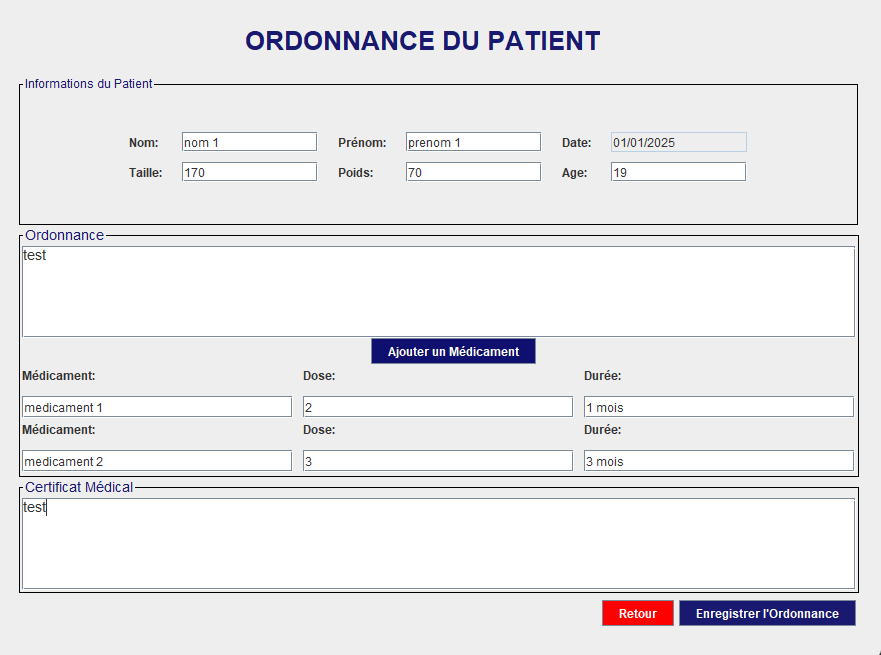 ORDONNANCE DU PATIENT
Informations du Patient
Nom: nom 1 Prénom: prenom 1 Date: 01/01/2025
Taille: 170 Poids: 70 Age: 19
Ordonnance
test
Ajouter un Médicament
Médicament: Dose: Durée:
medicament 1 2 1 mois
Médicament: Dose: Durée:
medicament 2 3 3 mois
Certificat Médical
test
Retour Enregistrer l'Ordonnance